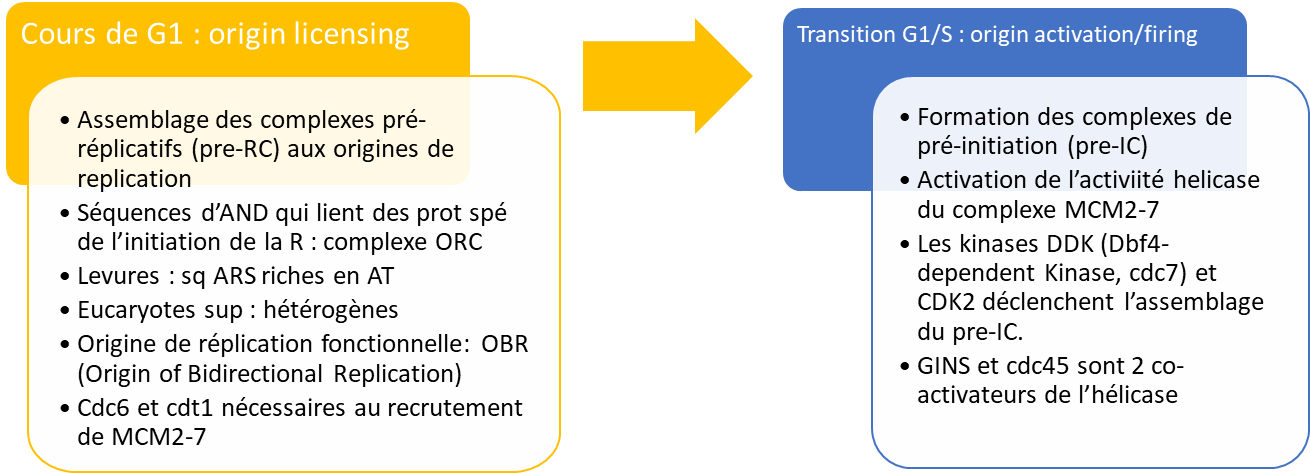 Cours de G1 : origin licensing
• Assemblage des complexes pré-
réplicatifs (pre-RC) aux origines de
replication
• Séquences d’AND qui lient des prot spé
de l’initiation de la R : complexe ORC
• Levures : sq ARS riches en AT
• Eucaryotes sup : hétérogènes
• Origine de réplication fonctionnelle: OBR
(Origin of Bidirectional Replication)
• Cdc6 et cdt1 nécessaires au recrutement
de MCM2-7
Transition G1/S : origin activation/firing
• Formation des complexes de
pré-initiation (pre-IC)
• Activation de l’activiité helicase
du complexe MCM2-7
• Les kinases DDK (Dbf4-
dependent Kinase, cdc7) et
CDK2 déclenchent l’assemblage
du pre-IC.
• GINS et cdc45 sont 2 co-
activateurs de l’hélicase